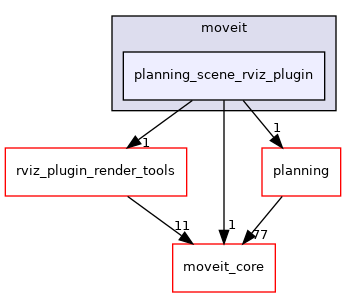 moveit
planning_scene_rviz_plugin
1
1
rviz_plugin_render_tools
planning
11
1
77
moveit_core